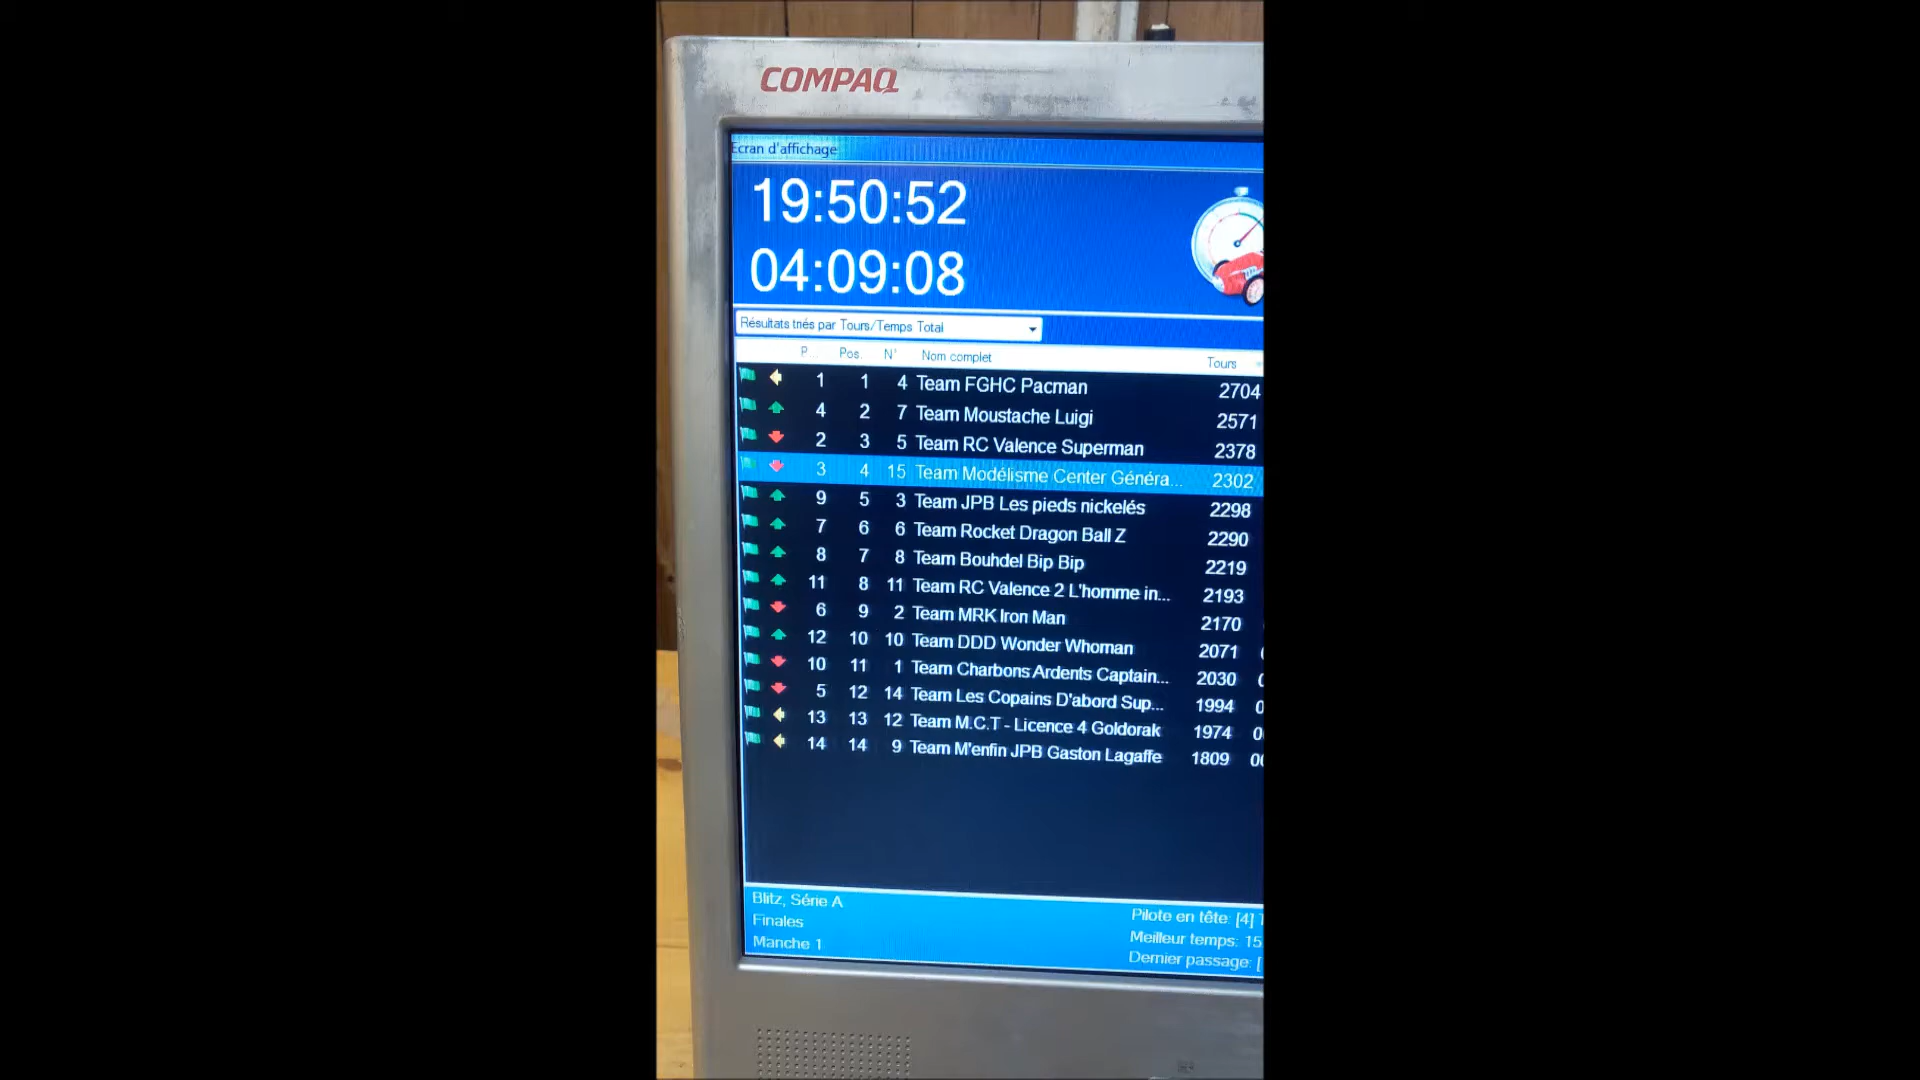 COMPAQ
Ecran d'affichage
19:50:52
04:09:08
Résultats triés par Tours/Temps Total
P... Pos. N° Nom complet Tours
1 1 4 Team FGHC Pacman 2704
4 2 7 Team Moustache Luigi 2571
2 3 5 Team RC Valence Superman 2378
3 4 15 Team Modélisme Center Généra... 2302
9 5 3 Team JPB Les pieds nickelés 2298
7 6 6 Team Rocket Dragon Ball Z 2290
8 7 8 Team Bouhdel Bip Bip 2219
11 8 11 Team RC Valence 2 L'homme in... 2193
6 9 2 Team MRK Iron Man 2170
12 10 10 Team DDD Wonder Whoman 2071
10 11 1 Team Charbons Ardents Captain... 2030
5 12 14 Team Les Copains D'abord Sup... 1994
13 13 12 Team M.C.T - Licence 4 Goldorak 1974
14 14 9 Team M'enfin JPB Gaston Lagaffe 1809
Blitz, Série A
Finales
Manche 1
Pilote en tête: [4]
Meilleur temps: 15
Dernier passage: [